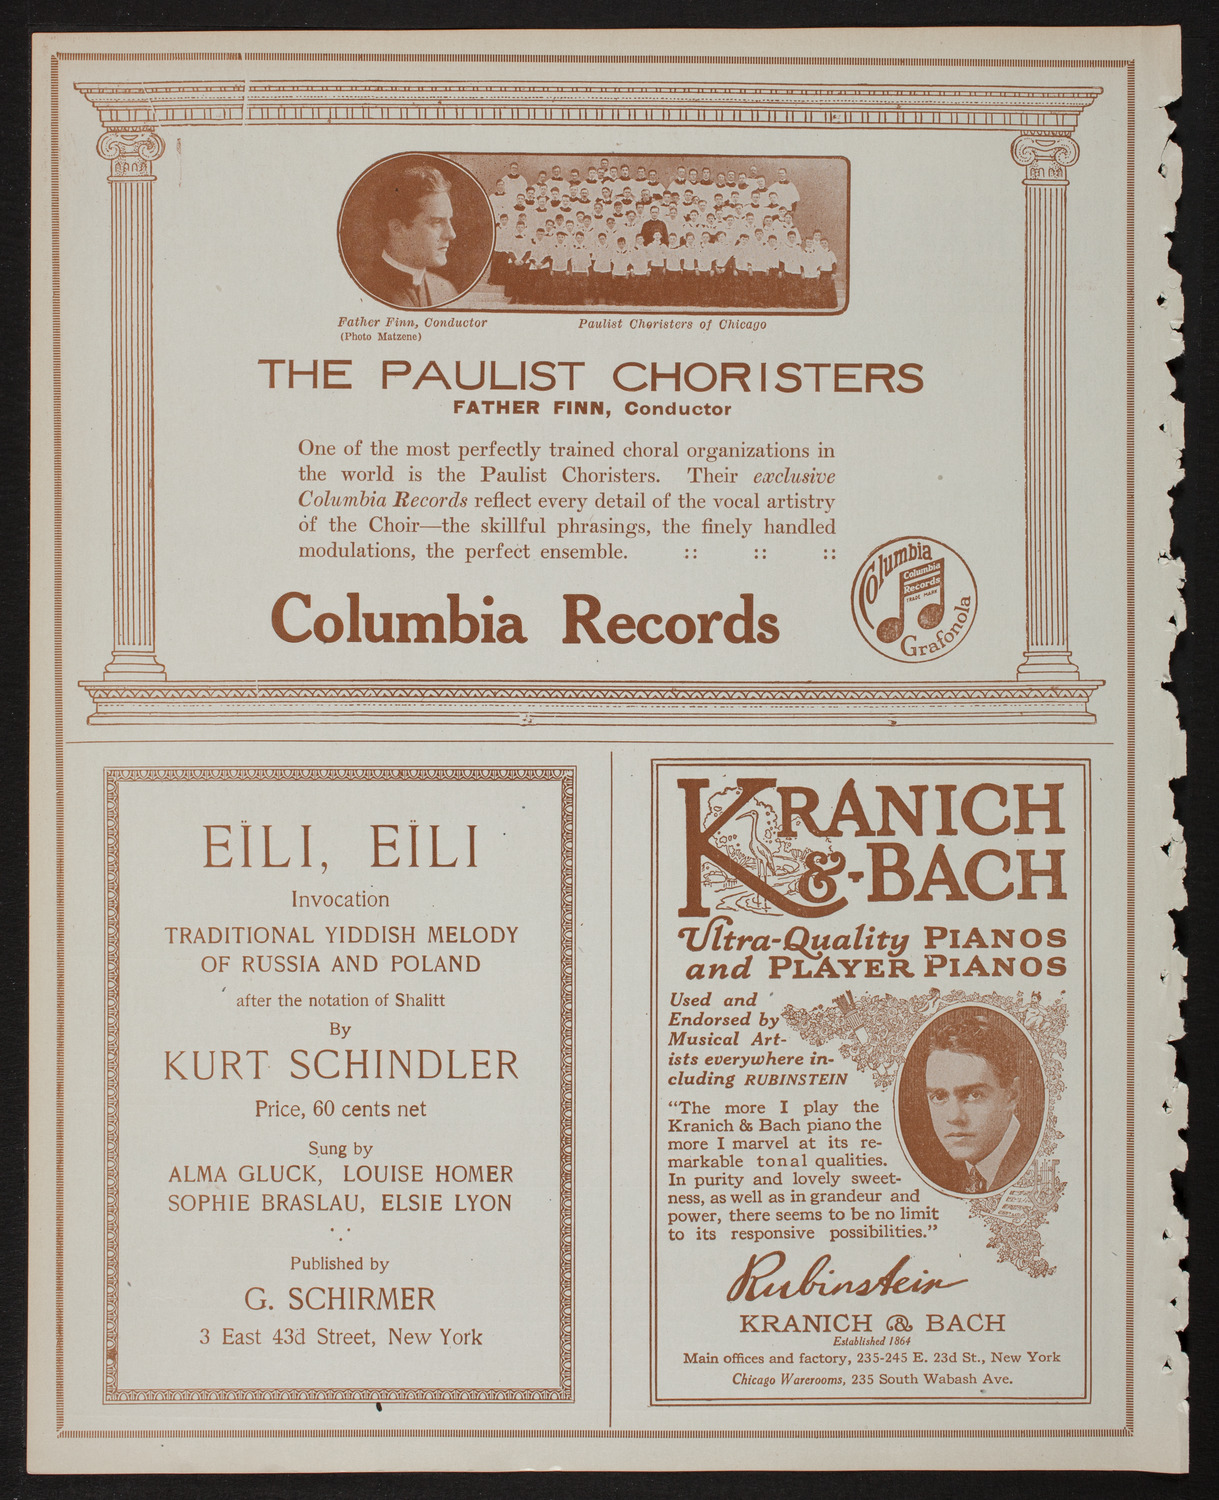 Father Finn, Conductor
(Photo Matzene)
Paulist Choristers of Chicago
THE PAULIST CHORISTERS
FATHER FINN, Conductor
One of the most perfectly trained choral organizations in
the world is the Paulist Choristers. Their exclusive
Columbia Records reflect every detail of the vocal artistry
of the Choir—the skillful phrasings, the finely handled
modulations, the perfect ensemble. :: :: ::
Columbia Records
Columbia
Columbia
Records
TRADE MARK
Grafonola
EÏLI, EÏLI
Invocation
TRADITIONAL YIDDISH MELODY
OF RUSSIA AND POLAND
after the notation of Shalitt
By
KURT SCHINDLER
Price, 60 cents net
Sung by
ALMA GLUCK, LOUISE HOMER
SOPHIE BRASLAU, ELSIE LYON
Published by
G. SCHIRMER
3 East 43d Street, New York
KRANICH
&-BACH
Ultra-Quality PIANOS
and PLAYER PIANOS
Used and
Endorsed by
Musical Art-
ists everywhere in-
cluding RUBINSTEIN
“The more I play the
Kranich & Bach piano the
more I marvel at its re-
markable tonal qualities.
In purity and lovely sweet-
ness, as well as in grandeur and
power, there seems to be no limit
to its responsive possibilities.”
Rubinstein
KRANICH & BACH
Established 1864
Main offices and factory, 235-245 E. 23d St., New York
Chicago Warerooms, 235 South Wabash Ave.